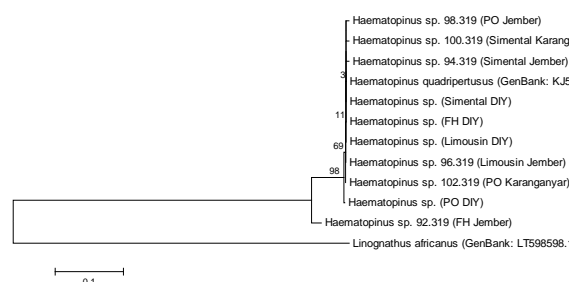 Haematopinus sp. 98.319 (PO Jember)
Haematopinus sp. 100.319 (Simental Karang
Haematopinus sp. 94.319 (Simental Jember)
3
Haematopinus quadripertusus (GenBank: KJ5
Haematopinus sp. (Simental DIY)
11
Haematopinus sp. (FH DIY)
Haematopinus sp. (Limousin DIY)
69
Haematopinus sp. 96.319 (Limousin Jember)
98
Haematopinus sp. 102.319 (PO Karanganyar)
Haematopinus sp. (PO DIY)
Haematopinus sp. 92.319 (FH Jember)
Linognathus africanus (GenBank: LT598598.
0.1